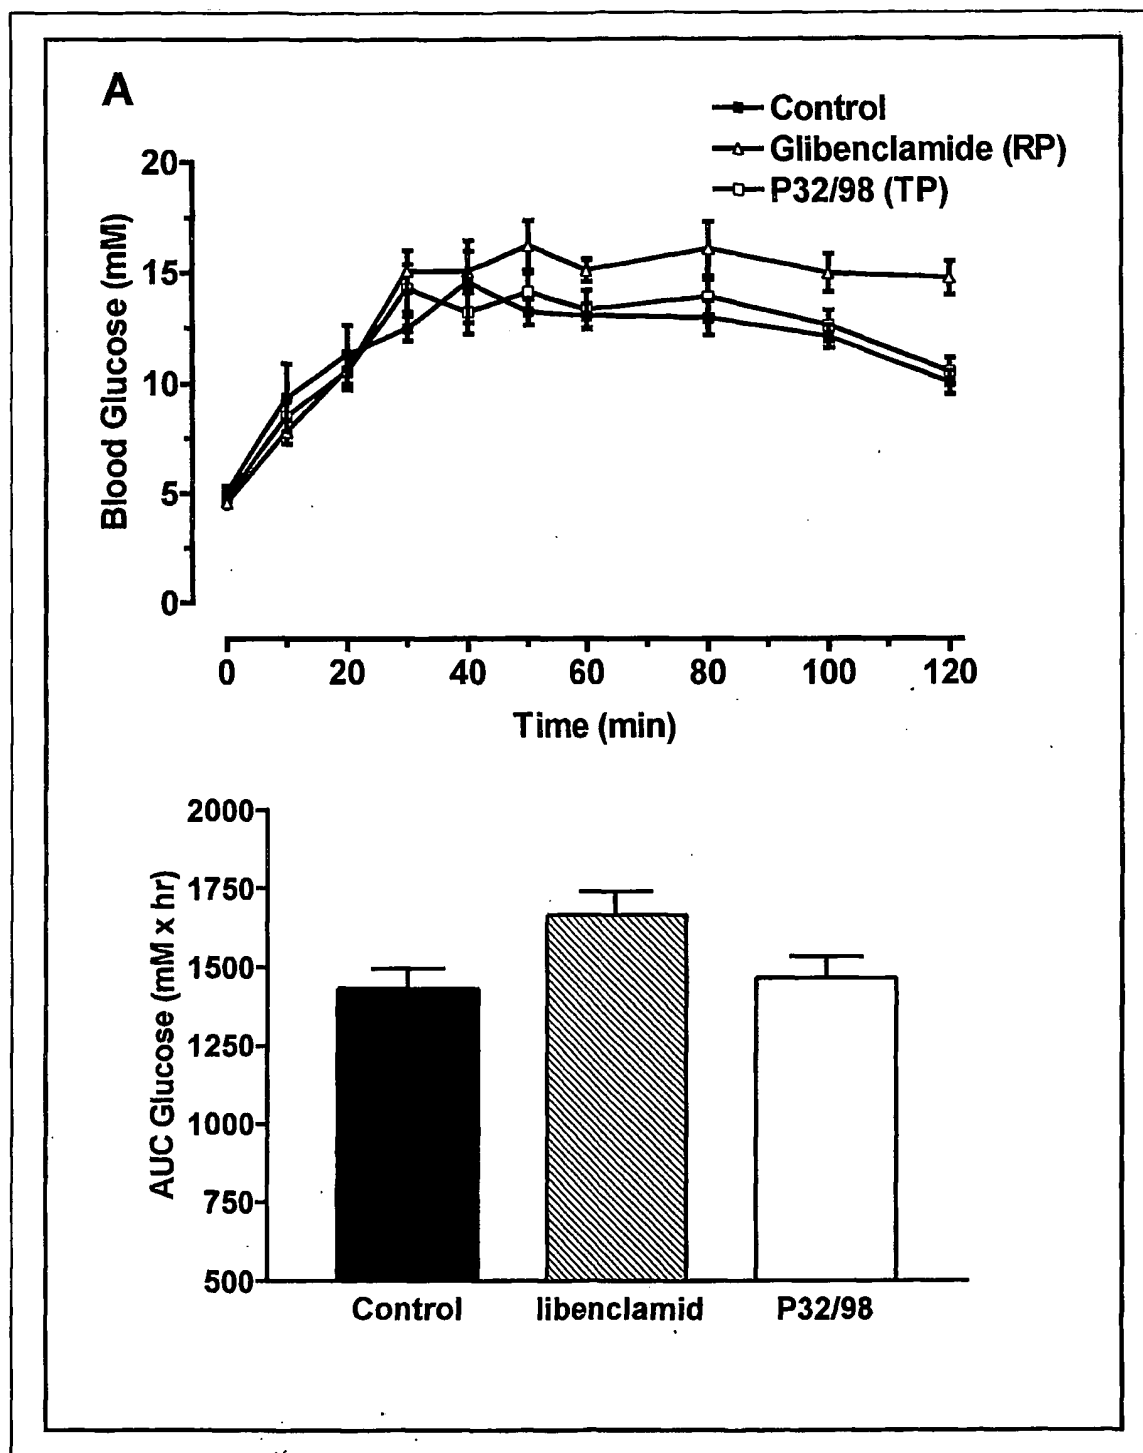 A
Control
Glibenclamide (RP)
P32/98 (TP)
20
15
10
5
0
Blood Glucose (mM)
0 20 40 60 80 100 120
Time (min)
2000
1750
1500
1250
1000
750
500
AUC Glucose (mM x hr)
Control libenclamid P32/98